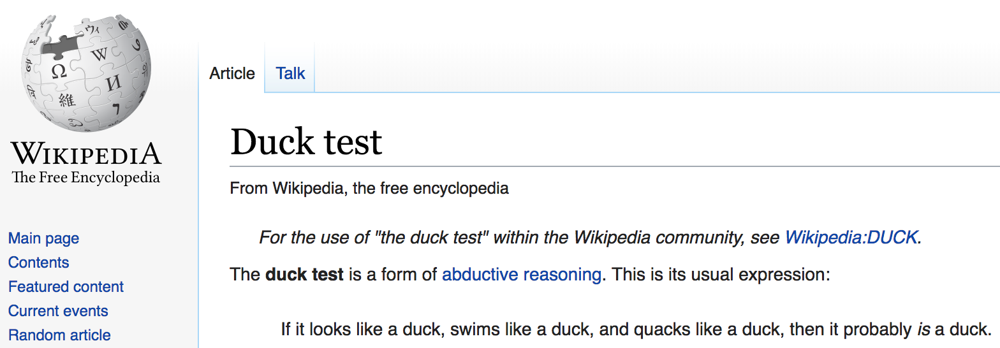 WIKIPEDIA
The Free Encyclopedia
Main page
Contents
Featured content
Current events
Random article
Article Talk
Duck test
From Wikipedia, the free encyclopedia
For the use of "the duck test" within the Wikipedia community, see Wikipedia:DUCK.
The duck test is a form of abductive reasoning. This is its usual expression:
If it looks like a duck, swims like a duck, and quacks like a duck, then it probably is a duck.